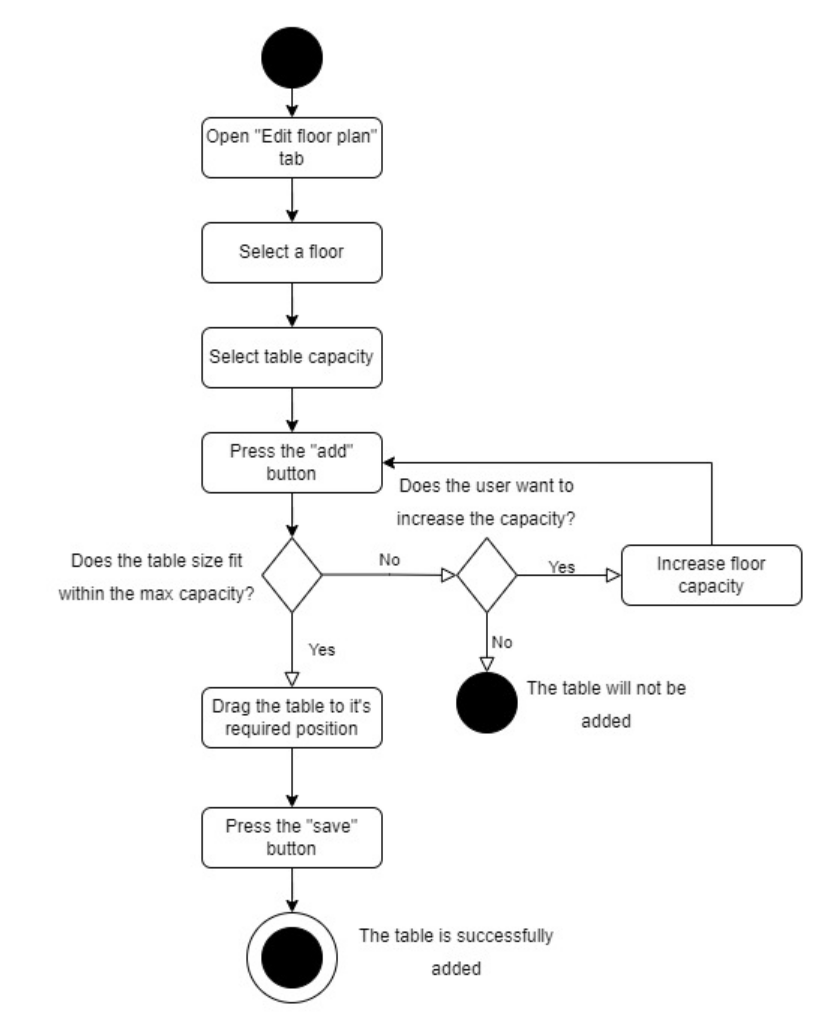 Open "Edit floor plan"
tab
Select a floor
Select table capacity
Press the "add"
button
Does the user want to
increase the capacity?
Does the table size fit
within the max capacity?
No
Yes
Increase floor
capacity
Yes
No
Drag the table to it's
required position
The table will not be
added
Press the "save"
button
The table is successfully
added